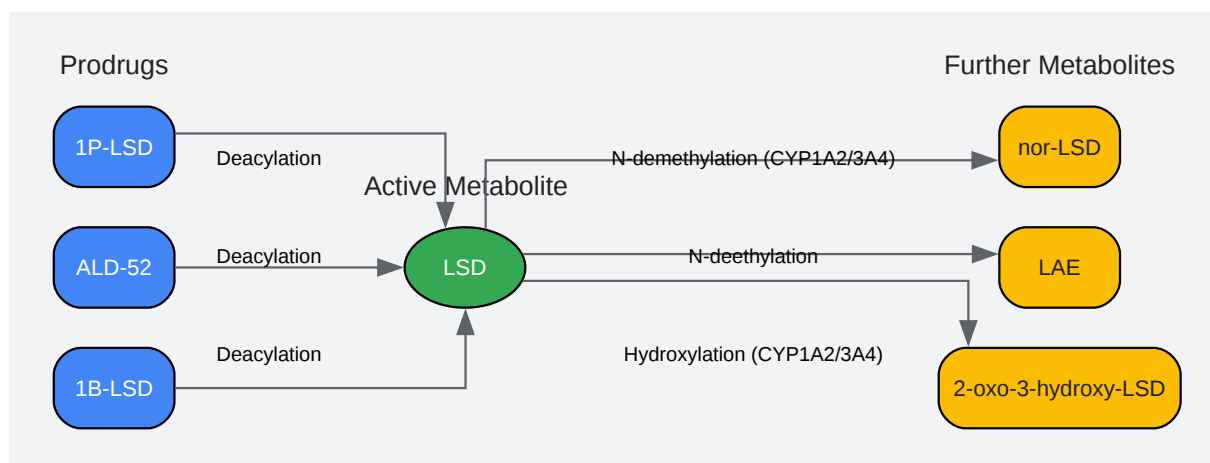 Prodrugs
Further Metabolites
1P-LSD
Deacylation
N-demethylation (CYP1A2/3A4)
nor-LSD
Active Metabolite
ALD-52
Deacylation
LSD
N-deethylation
LAE
1B-LSD
Deacylation
Hydroxylation (CYP1A2/3A4)
2-oxo-3-hydroxy-LSD